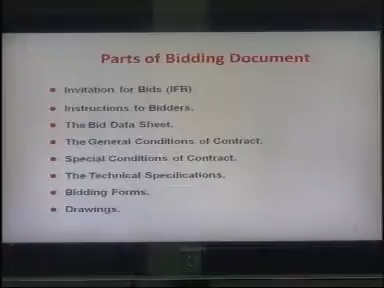 Parts of Bidding Document
Invitation for Bids (IFB)
Instructions to Bidders.
The Bid Data Sheet.
The General Conditions of Contract.
Special Conditions of Contract.
The Technical Specifications.
Bidding Forms.
Drawings.